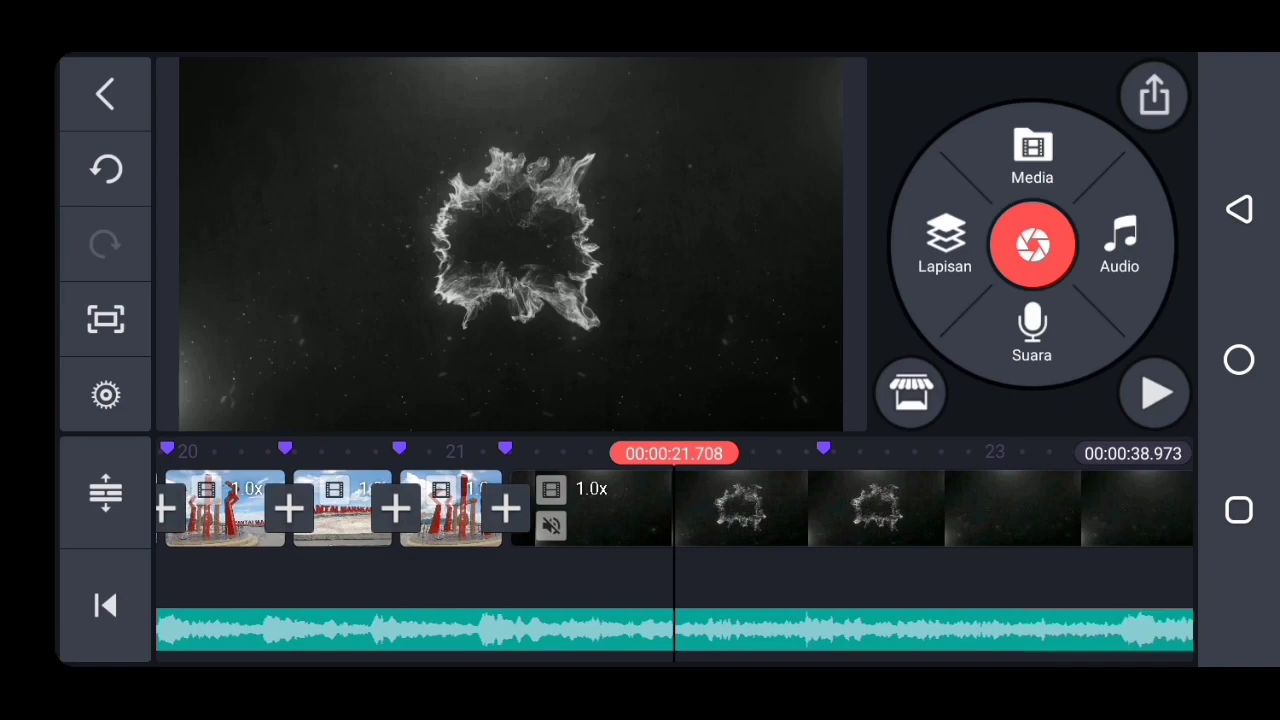 Media
Lapisan
Audio
Suara
20
21
00:00:21.708
23
00:00:38.973
1.0x
1.0x